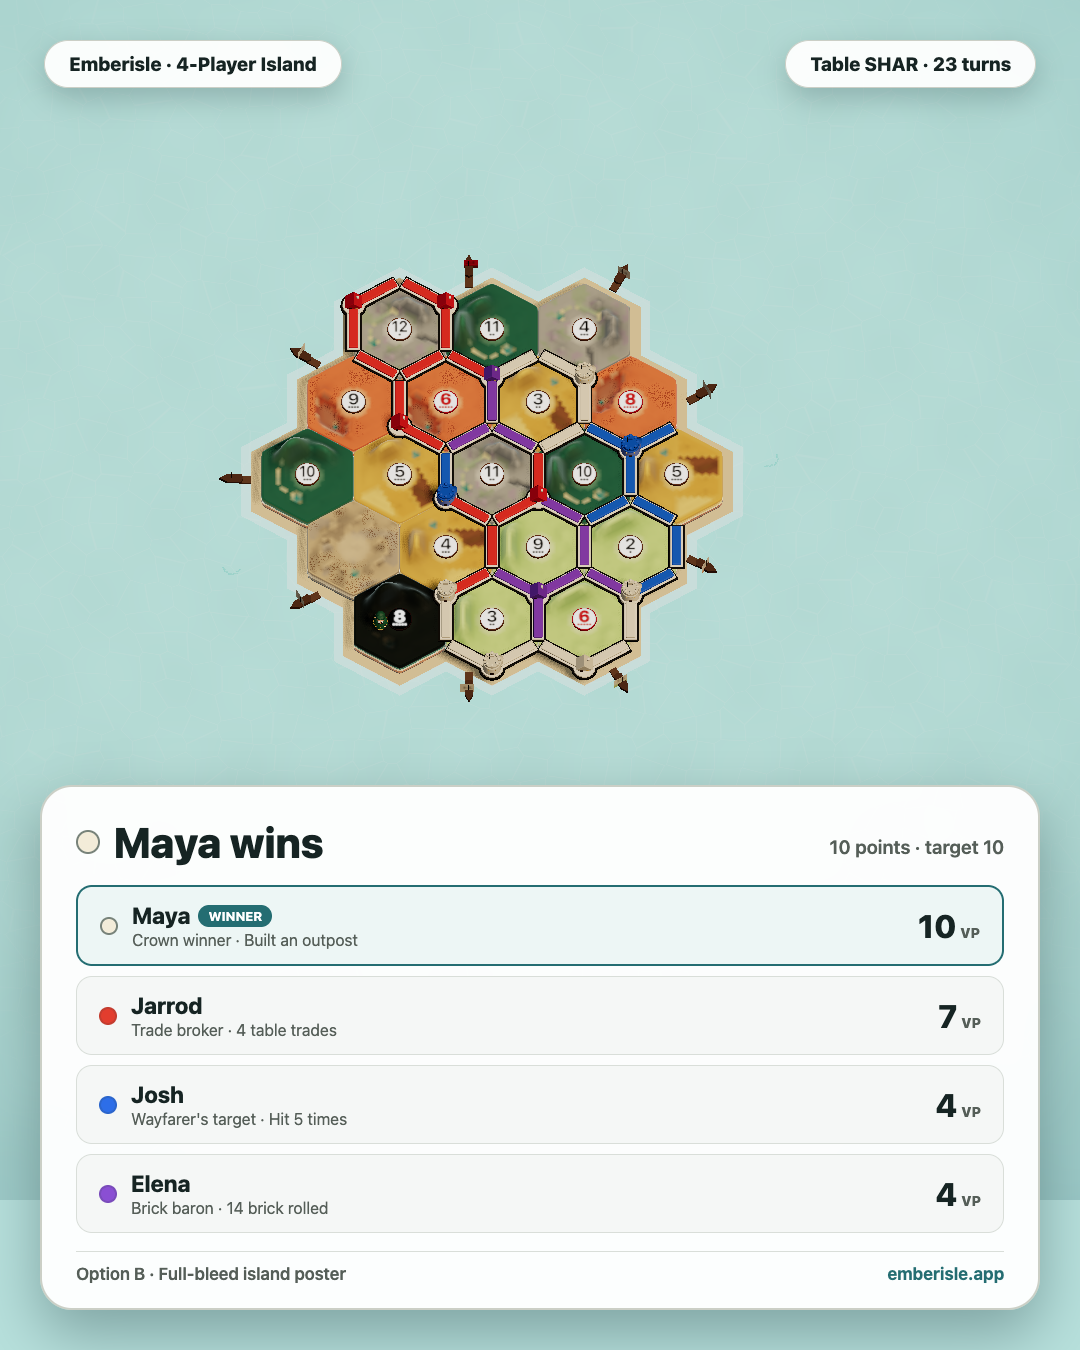 Emberisle · 4-Player Island
Table SHAR · 23 turns
12
11
4
9
6
3
8
10
5
11
10
5
4
9
2
8
3
6
Maya wins
10 points · target 10
Maya WINNER
Crown winner · Built an outpost
10 VP
Jarrod
Trade broker · 4 table trades
7 VP
Josh
Wayfarer's target · Hit 5 times
4 VP
Elena
Brick baron · 14 brick rolled
4 VP
Option B · Full-bleed island poster
emberisle.app